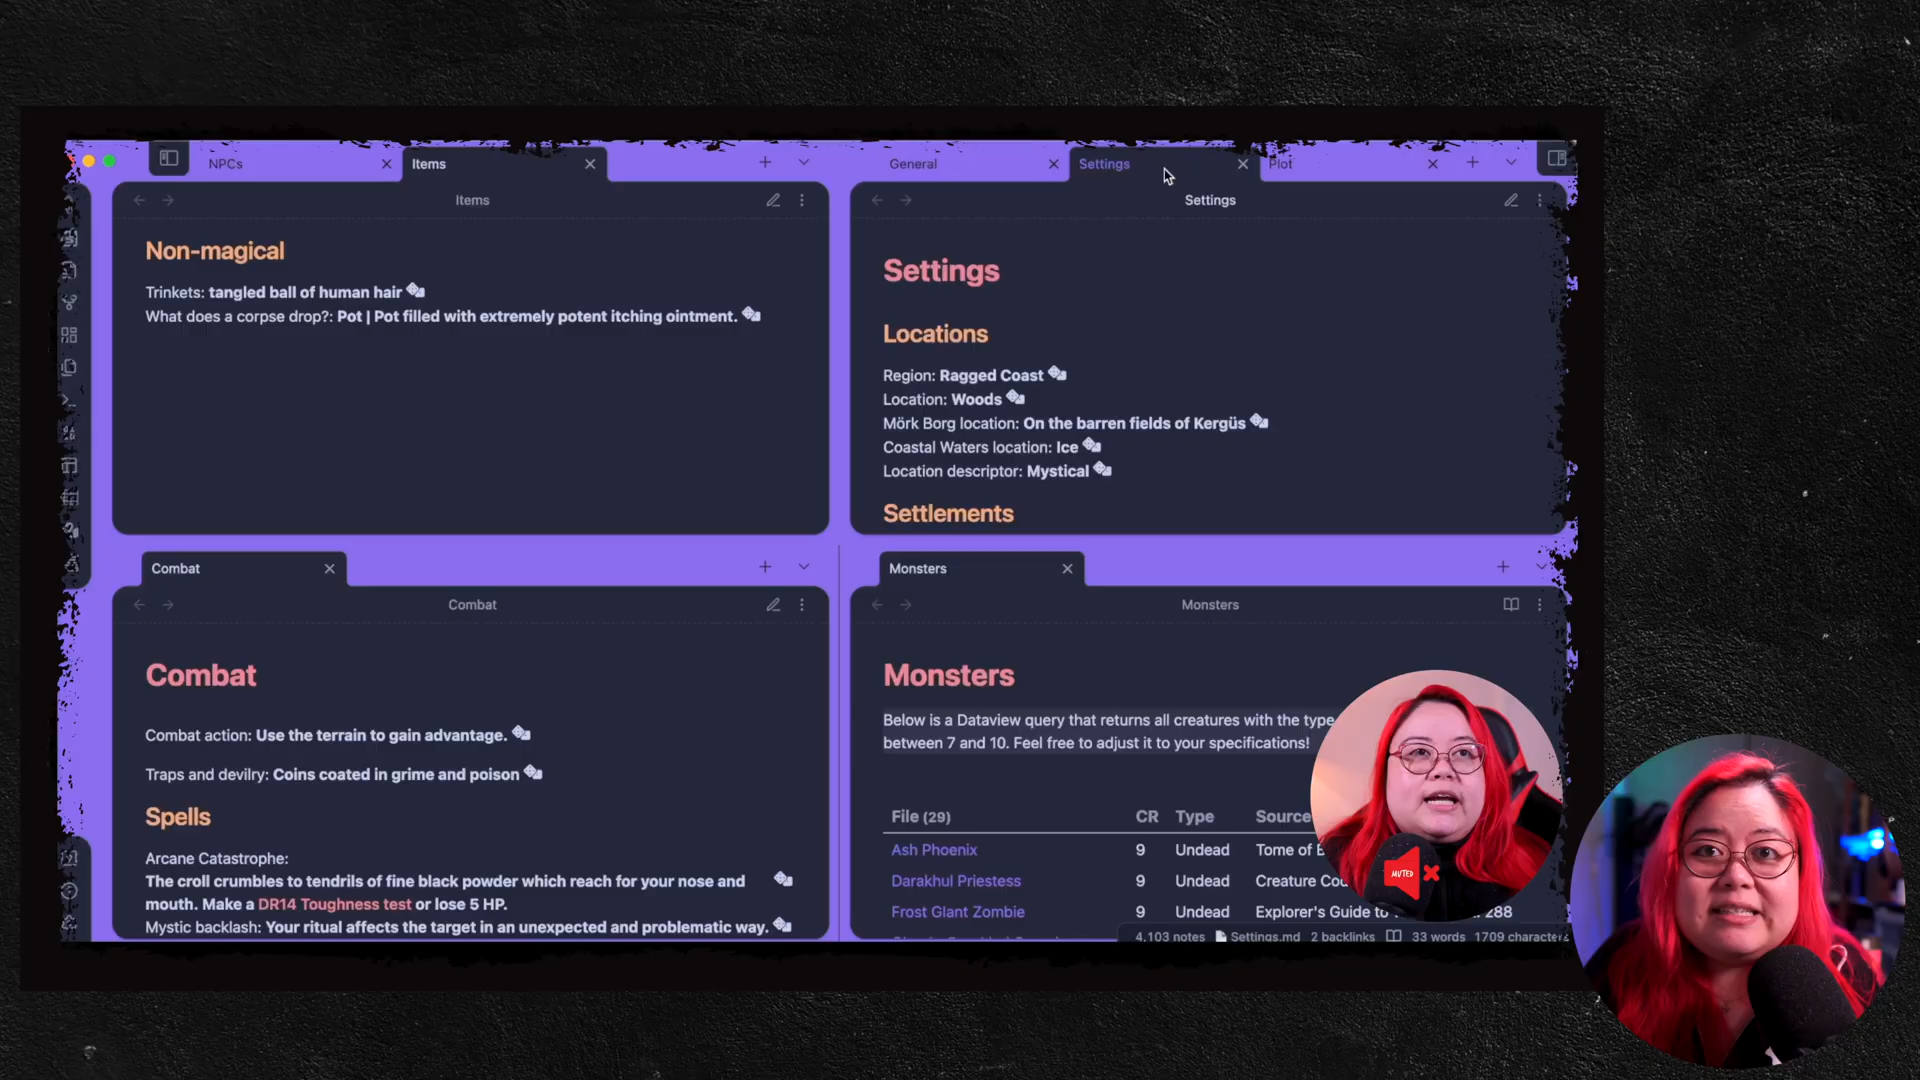 NPCs
Items
Items
Non-magical
Trinkets: tangled ball of human hair
What does a corpse drop?: Pot | Pot filled with extremely potent itching ointment.
General
Settings
Plot
Settings
Settings
Locations
Region: Ragged Coast
Location: Woods
Mörk Borg location: On the barren fields of Kergüs
Coastal Waters location: Ice
Location descriptor: Mystical
Settlements
Combat
Combat
Combat
Combat action: Use the terrain to gain advantage.
Traps and devilry: Coins coated in grime and poison
Spells
Arcane Catastrophe:
The croll crumbles to tendrils of fine black powder which reach for your nose and
mouth. Make a DR14 Toughness test or lose 5 HP.
Mystic backlash: Your ritual affects the target in an unexpected and problematic way.
Monsters
Monsters
Monsters
Below is a Dataview query that returns all creatures with the type
between 7 and 10. Feel free to adjust it to your specifications!
File (29) CR Type Source
Ash Phoenix 9 Undead Tome of
Darakhul Priestess 9 Undead Creature
Frost Giant Zombie 9 Undead Explorer's Guide to 288
4,103 notes Settings.md 2 backlinks 33 words 1709 characters
MUTED